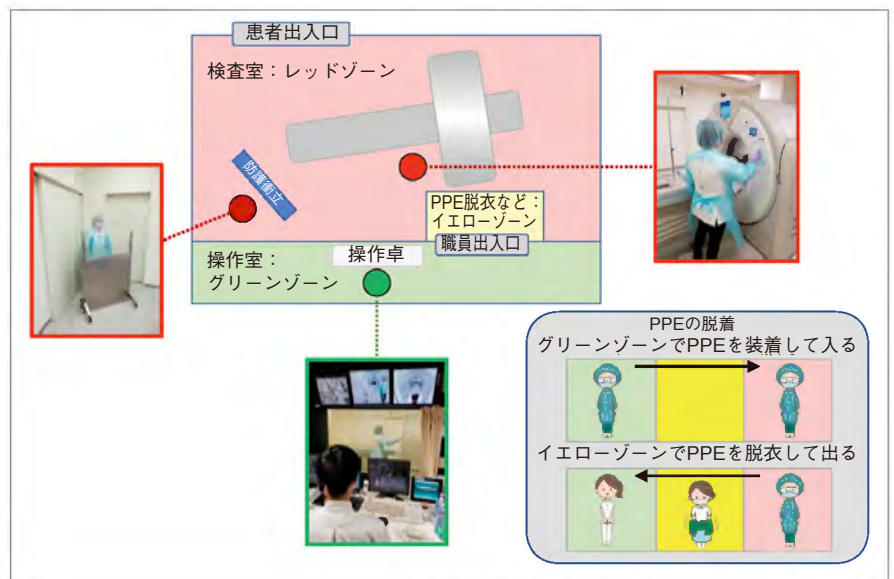 患者出入口
検査室：レッドゾーン
防護衝立
PPE脱衣など：
イエローゾーン
職員出入口
操作室：
グリーンゾーン
操作卓
PPEの脱着
グリーンゾーンでPPEを装着して入る
イエローゾーンでPPEを脱衣して出る